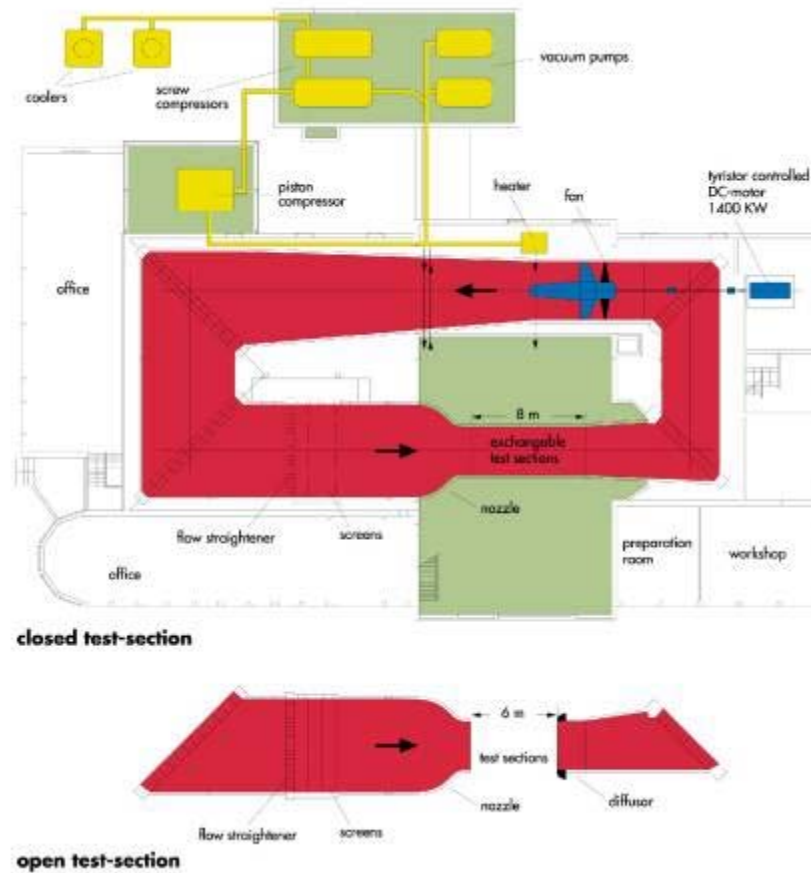 coolers
screw
compressors
vacuum pumps
piston
compressor
heater
fan
tyristor controlled
DC-motor
1400 KW
office
8 m
exchangable
test sections
flow straightener
screens
nozzle
office
preparation
room
workshop
closed test-section
6 m
test sections
nozzle
diffusor
flow straightener
screens
open test-section